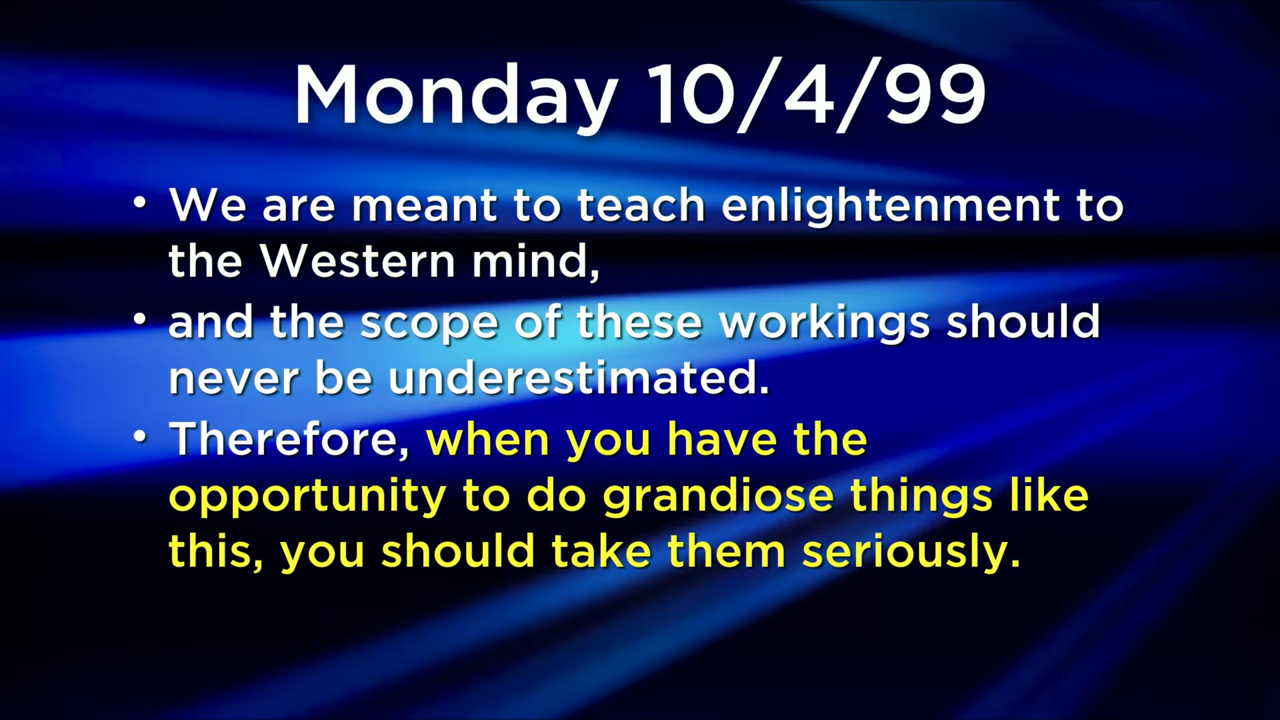 Monday 10/4/99
• We are meant to teach enlightenment to
the Western mind,
• and the scope of these workings should
never be underestimated.
• Therefore, when you have the
opportunity to do grandiose things like
this, you should take them seriously.